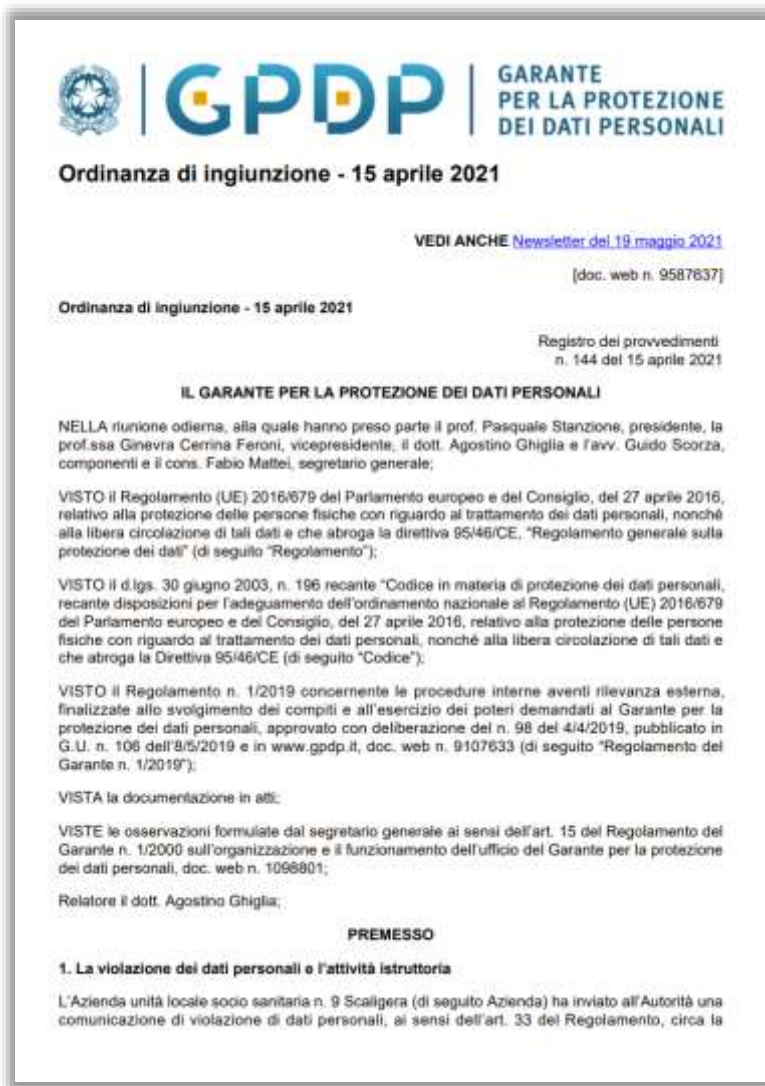 GPDP
GARANTE
PER LA PROTEZIONE
DEI DATI PERSONALI
Ordinanza di ingiunzione - 15 aprile 2021
VEDI ANCHE Newsletter del 19 maggio 2021
[doc. web n. 9587637]
Ordinanza di ingiunzione - 15 aprile 2021
Registro dei provvedimenti
n. 144 del 15 aprile 2021
IL GARANTE PER LA PROTEZIONE DEI DATI PERSONALI
NELLA riunione odierna, alla quale hanno preso parte il prof. Pasquale Stanzione, presidente, la
prof.ssa Ginevra Cerrina Feroni, vicepresidente, il dott. Agostino Ghiglia e l'avv. Guido Scorza,
componenti e il cons. Fabio Mattei, segretario generale;
VISTO il Regolamento (UE) 2016/679 del Parlamento europeo e del Consiglio, del 27 aprile 2016,
relativo alla protezione delle persone fisiche con riguardo al trattamento dei dati personali, nonché
alla libera circolazione di tali dati e che abroga la direttiva 95/46/CE, "Regolamento generale sulla
protezione dei dati" (di seguito "Regolamento");
VISTO il d.lgs. 30 giugno 2003, n. 196 recante "Codice in materia di protezione dei dati personali,
recante disposizioni per l'adeguamento dell'ordinamento nazionale al Regolamento (UE) 2016/679
del Parlamento europeo e del Consiglio, del 27 aprile 2016, relativo alla protezione delle persone
fisiche con riguardo al trattamento dei dati personali, nonché alla libera circolazione di tali dati e
che abroga la Direttiva 95/46/CE (di seguito "Codice");
VISTO il Regolamento n. 1/2019 concernente le procedure interne aventi rilevanza esterna,
finalizzate allo svolgimento dei compiti e all'esercizio dei poteri demandati al Garante per la
protezione dei dati personali, approvato con deliberazione del n. 98 del 4/4/2019, pubblicato in
G.U. n. 106 dell'8/5/2019 e in www.gpdp.it, doc. web n. 9107633 (di seguito "Regolamento del
Garante n. 1/2019");
VISTA la documentazione in atti;
VISTE le osservazioni formulate dal segretario generale ai sensi dell'art. 15 del Regolamento del
Garante n. 1/2000 sull'organizzazione e il funzionamento dell'ufficio del Garante per la protezione
dei dati personali, doc. web n. 1098801;
Relatore il dott. Agostino Ghiglia;
PREMESSO
1. La violazione dei dati personali e l'attività istruttoria
L'Azienda unità locale socio sanitaria n. 9 Scaligera (di seguito Azienda) ha inviato all'Autorità una
comunicazione di violazione di dati personali, ai sensi dell'art. 33 del Regolamento, circa la